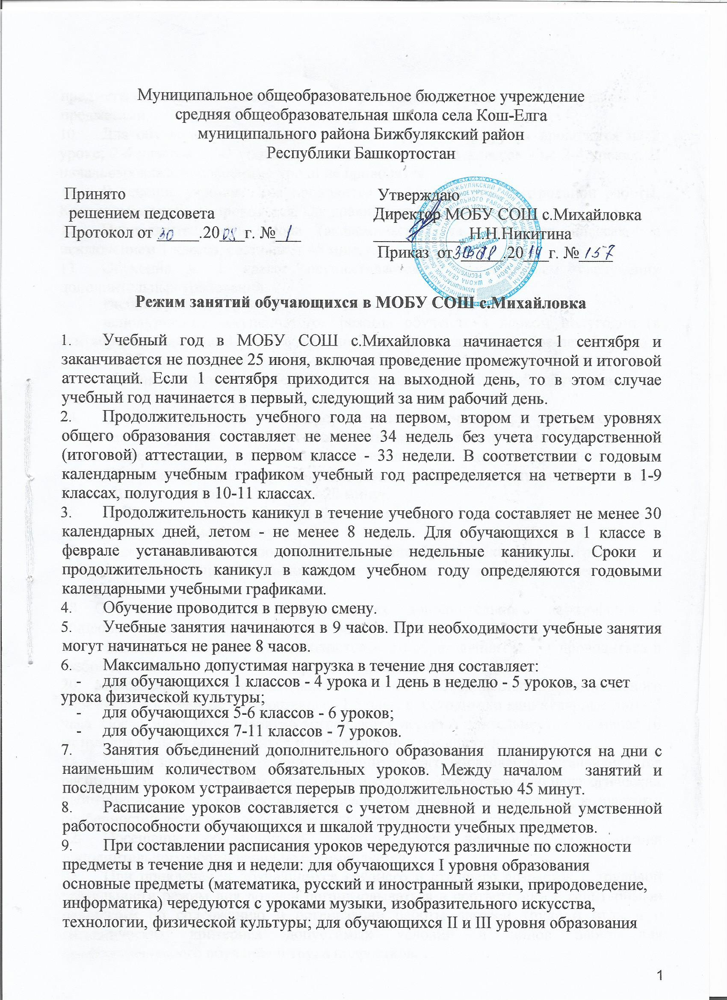 Муниципальное общеобразовательное бюджетное учреждение
средняя общеобразовательная школа села Кош-Елга
муниципального района Бижбулякский район
Республики Башкортостан
Принято
решением педсовета
Протокол от 30 _____.20 08 г. № 1
Утверждаю
Директор МОБУ СОШ с.Михайловка
____________Н.Н.Никитина
Приказ от _____.20 14 г. № 157
МОБУ СОШ
с.Михайловка
Режим занятий обучающихся в МОБУ СОШ с.Михайловка
1. Учебный год в МОБУ СОШ с.Михайловка начинается 1 сентября и
заканчивается не позднее 25 июня, включая проведение промежуточной и итоговой
аттестаций. Если 1 сентября приходится на выходной день, то в этом случае
учебный год начинается в первый, следующий за ним рабочий день.
2. Продолжительность учебного года на первом, втором и третьем уровнях
общего образования составляет не менее 34 недель без учета государственной
(итоговой) аттестации, в первом классе - 33 недели. В соответствии с годовым
календарным учебным графиком учебный год распределяется на четверти в 1-9
классах, полугодия в 10-11 классах.
3. Продолжительность каникул в течение учебного года составляет не менее 30
календарных дней, летом - не менее 8 недель. Для обучающихся в 1 классе в
феврале устанавливаются дополнительные недельные каникулы. Сроки и
продолжительность каникул в каждом учебном году определяются годовыми
календарными учебными графиками.
4. Обучение проводится в первую смену.
5. Учебные занятия начинаются в 9 часов. При необходимости учебные занятия
могут начинаться не ранее 8 часов.
6. Максимально допустимая нагрузка в течение дня составляет:
- для обучающихся 1 классов - 4 урока и 1 день в неделю - 5 уроков, за счет
урока физической культуры;
- для обучающихся 5-6 классов - 6 уроков;
- для обучающихся 7-11 классов - 7 уроков.
7. Занятия объединений дополнительного образования планируются на дни с
наименьшим количеством обязательных уроков. Между началом занятий и
последним уроком устраивается перерыв продолжительностью 45 минут.
8. Расписание уроков составляется с учетом дневной и недельной умственной
работоспособности обучающихся и шкалой трудности учебных предметов.
9. При составлении расписания уроков чередуются различные по сложности
предметы в течение дня и недели: для обучающихся I уровня образования
основные предметы (математика, русский и иностранный языки, природоведение,
информатика) чередуются с уроками музыки, изобразительного искусства,
технологии, физической культуры; для обучающихся II и III уровня образования
1